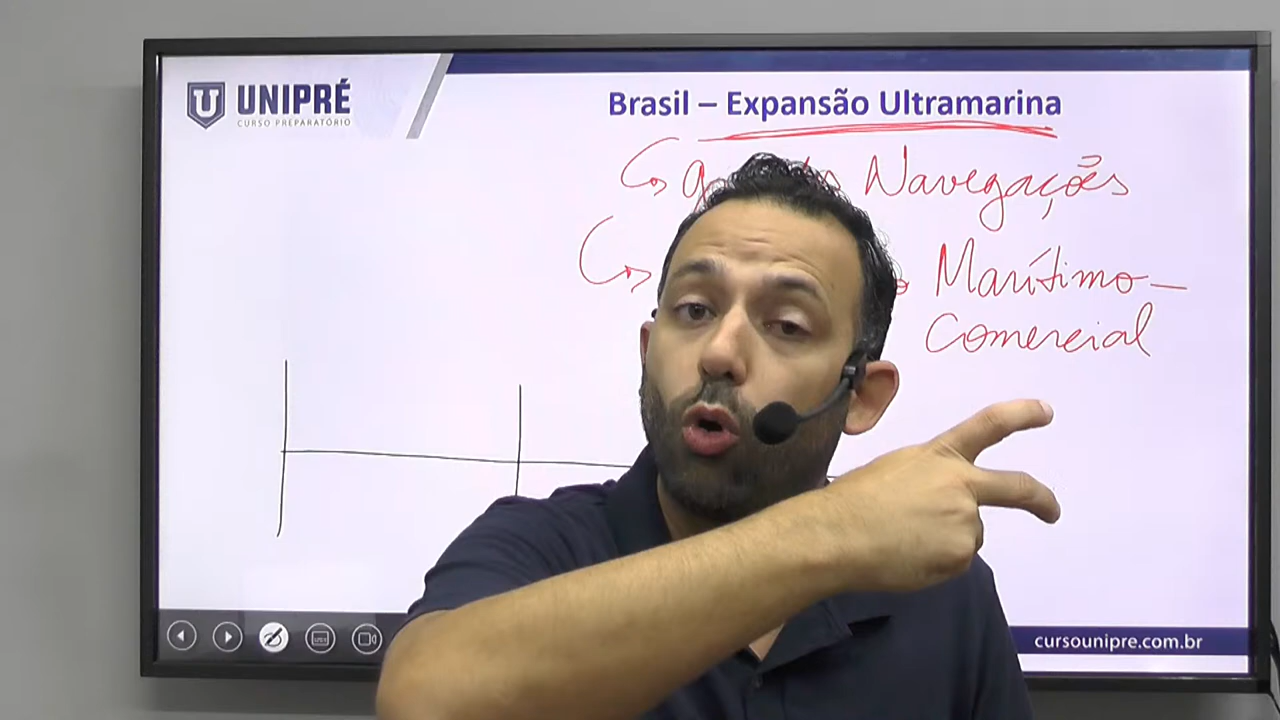 UNIPRÉ
CURSO PREPARATÓRIO
Brasil – Expansão Ultramarina
Navegações
Marítimo-
Comercial
cursounipre.com.br